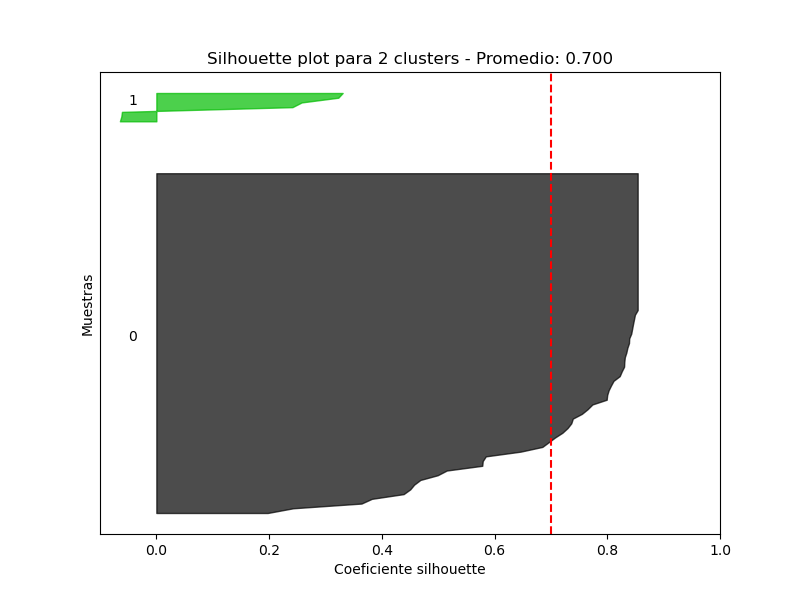 Silhouette plot para 2 clusters - Promedio: 0.700
1
0
Muestras
0.0 0.2 0.4 0.6 0.8 1.0
Coeficiente silhouette